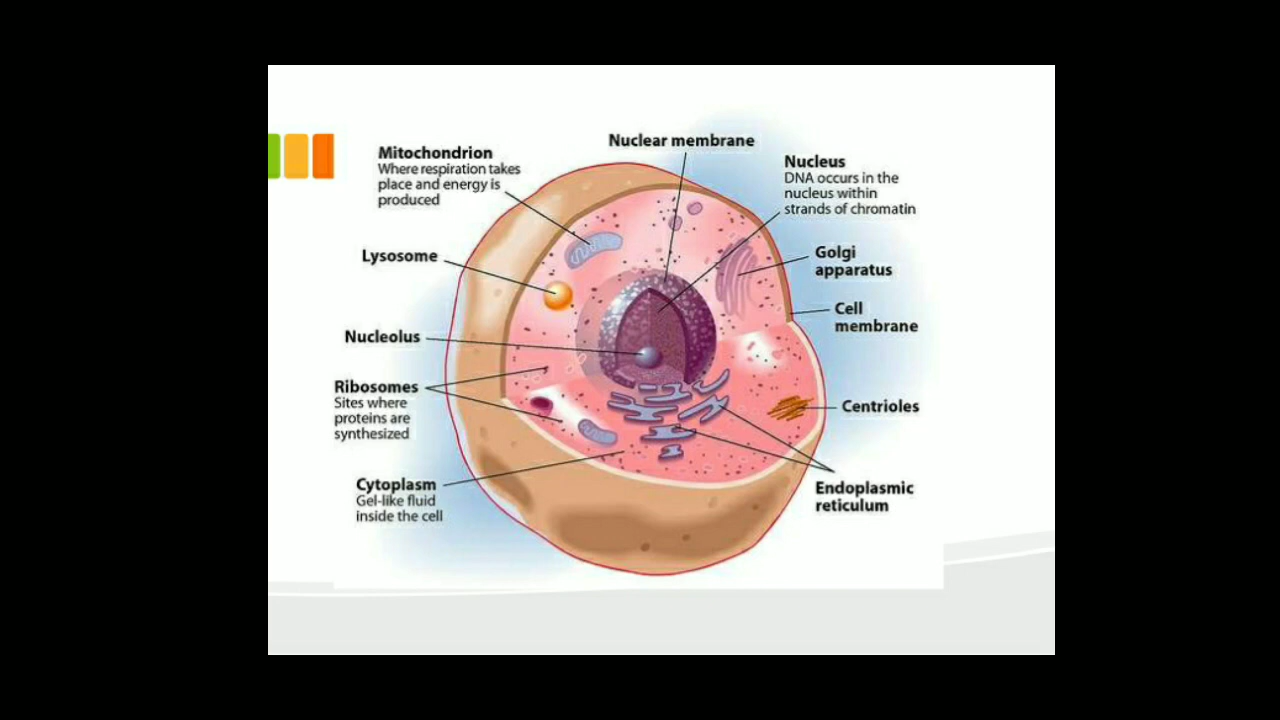 Nuclear membrane
Mitochondrion
Where respiration takes
place and energy is
produced
Nucleus
DNA occurs in the
nucleus within
strands of chromatin
Lysosome
Golgi
apparatus
Cell
membrane
Nucleolus
Ribosomes
Sites where
proteins are
synthesized
Centrioles
Cytoplasm
Gel-like fluid
inside the cell
Endoplasmic
reticulum